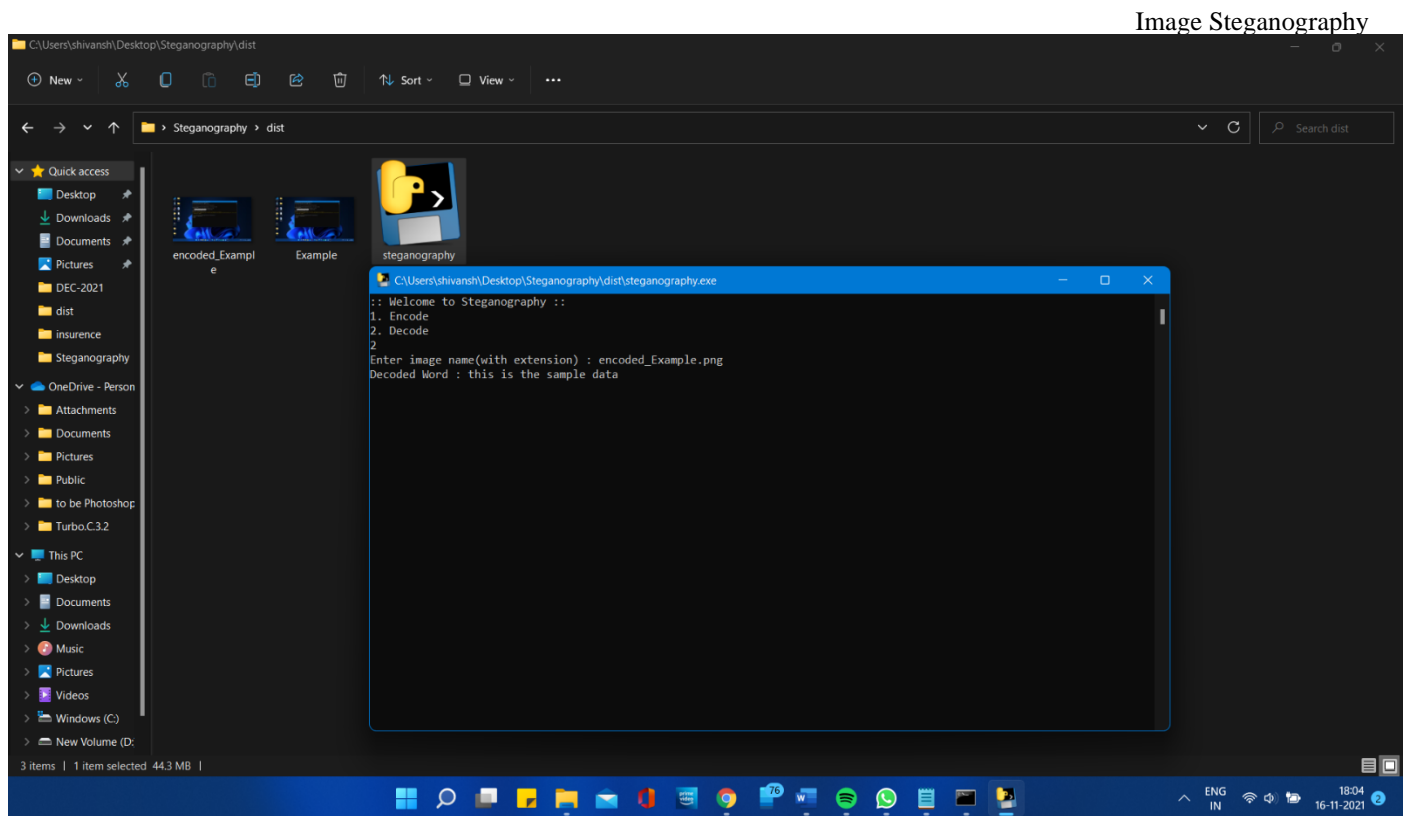 Image Steganography
C:\Users\shivansh\Desktop\Steganography\dist
New
Sort
View
Steganography > dist
Search dist
Quick access
Desktop
Downloads
Documents
Pictures
DEC-2021
dist
insurence
Steganography
OneDrive - Person
Attachments
Documents
Pictures
Public
to be Photoshop
Turbo.C.3.2
This PC
Desktop
Documents
Downloads
Music
Pictures
Videos
Windows (C:)
New Volume (D:
encoded_Exampl
e
Example
steganography
C:\Users\shivansh\Desktop\Steganography\dist\steganography.exe
:: Welcome to Steganography ::
1. Encode
2. Decode
2
Enter image name(with extension) : encoded_Example.png
Decoded Word : this is the sample data
3 items | 1 item selected 44.3 MB |
prime video
76
W
ENG
IN
18:04
16-11-2021
2